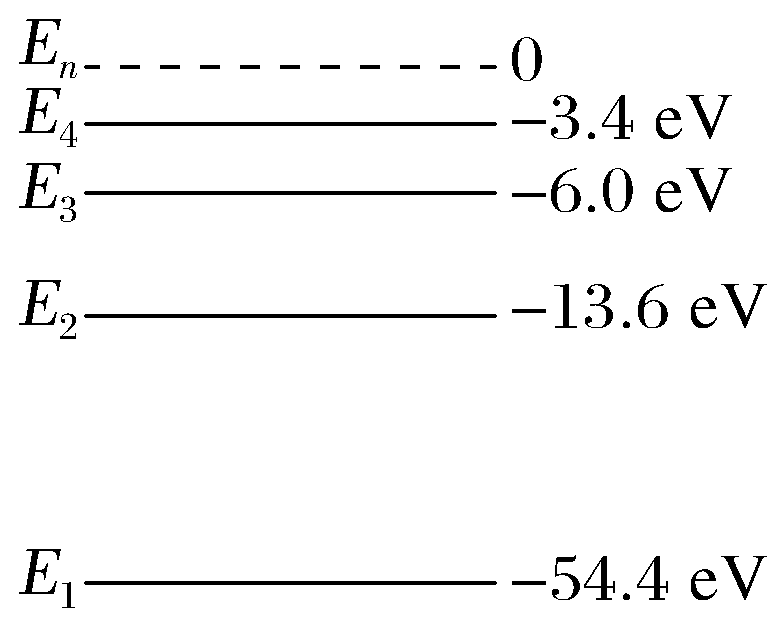 Eₙ 0
E₄ −3.4 eV
E₃ −6.0 eV
E₂ −13.6 eV
E₁ −54.4 eV